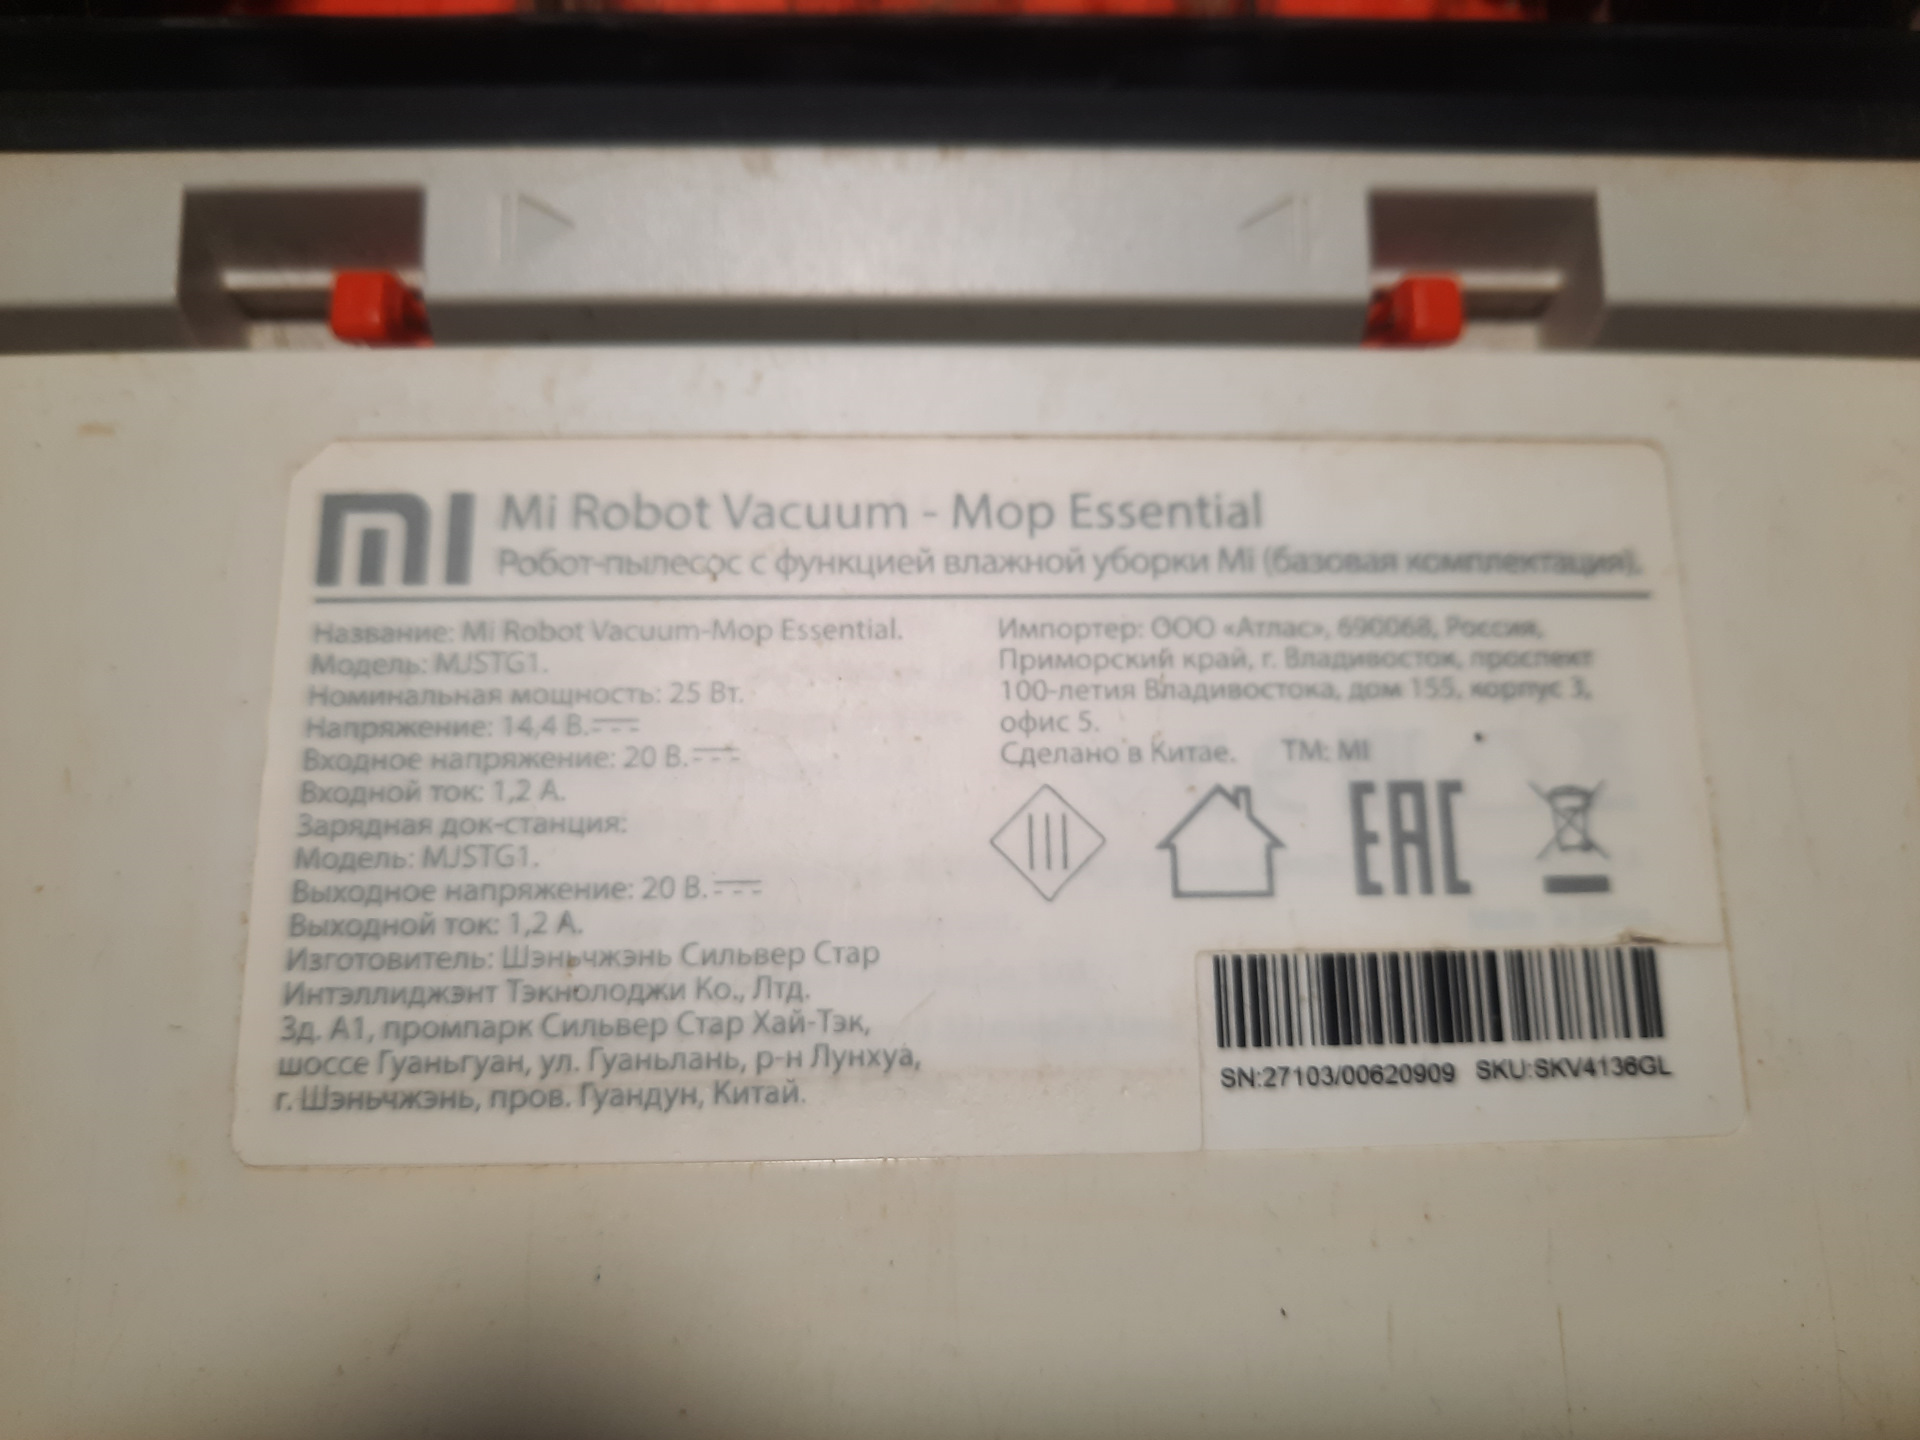 MI
Mi Robot Vacuum - Mop Essential
Робот-пылесос с функцией влажной уборки Mi (базовая комплектация).
Название: Mi Robot Vacuum-Mop Essential.
Модель: MJSTG1.
Номинальная мощность: 25 Вт.
Напряжение: 14,4 В.
Входное напряжение: 20 В.
Входной ток: 1,2 А.
Зарядная док-станция:
Модель: MJSTG1.
Выходное напряжение: 20 В.
Выходной ток: 1,2 А.
Изготовитель: Шэньчжэнь Сильвер Стар
Интэллиджэнт Тэкнолоджи Ко., Лтд.
Зд. А1, промпарк Сильвер Стар Хай-Тэк,
шоссе Гуаньгуан, ул. Гуаньлань, р-н Лунхуа,
г. Шэньчжэнь, пров. Гуандун, Китай.
Импортер: ООО «Атлас», 690068, Россия,
Приморский край, г. Владивосток, проспект
100-летия Владивостока, дом 155, корпус 3,
офис 5.
Сделано в Китае. ТМ: MI
EAC
SN:27103/00620909 SKU:SKV4136GL